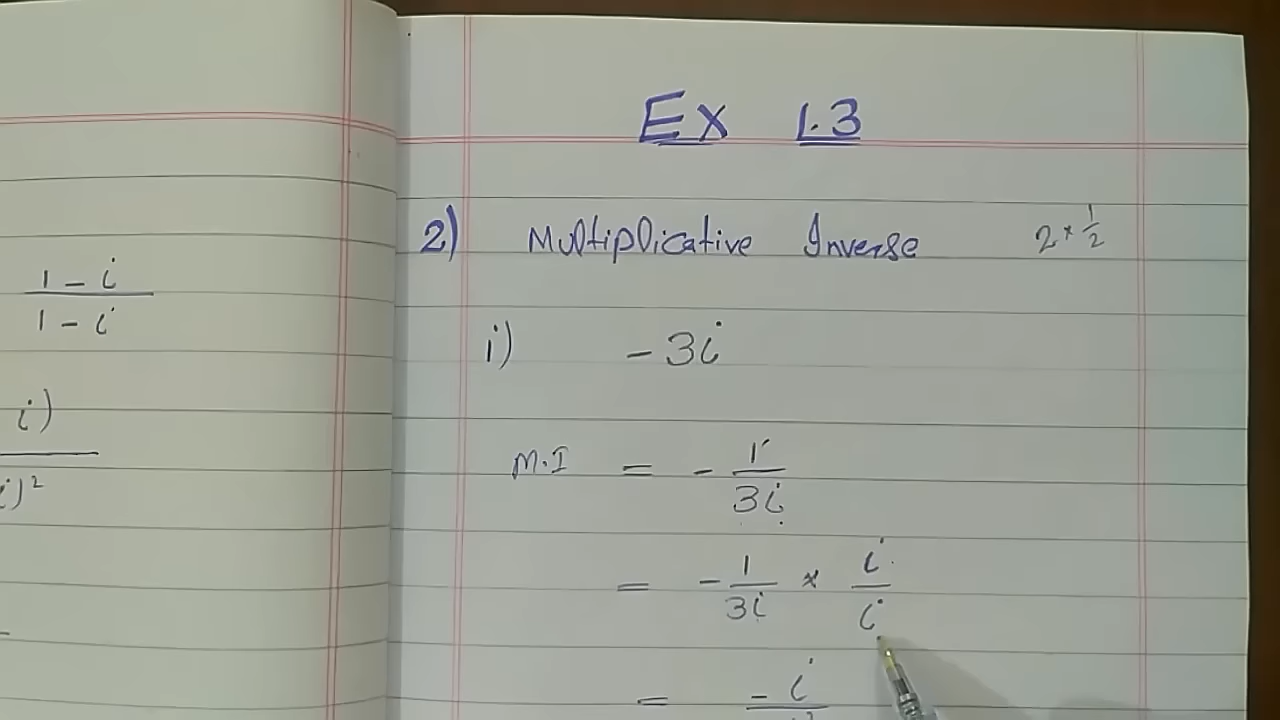 1 - i
1 - i
i)
i)²
Ex 1.3
2) Multiplicative Inverse 2 × 1/2
i) - 3i
M.I = - 1/3i
= - 1/3i × i/i
= - i